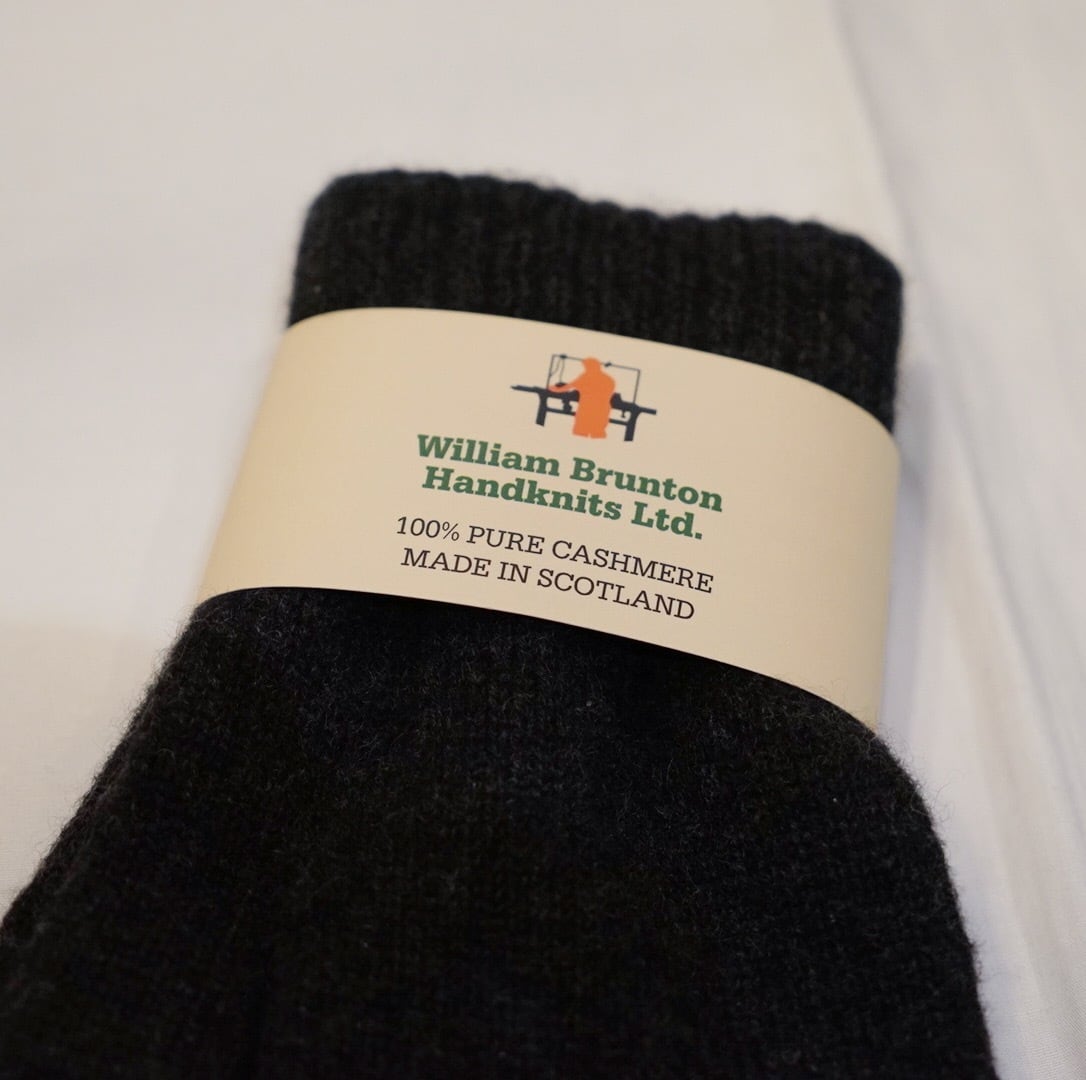 William Brunton
Handknits Ltd.
100% PURE CASHMERE
MADE IN SCOTLAND